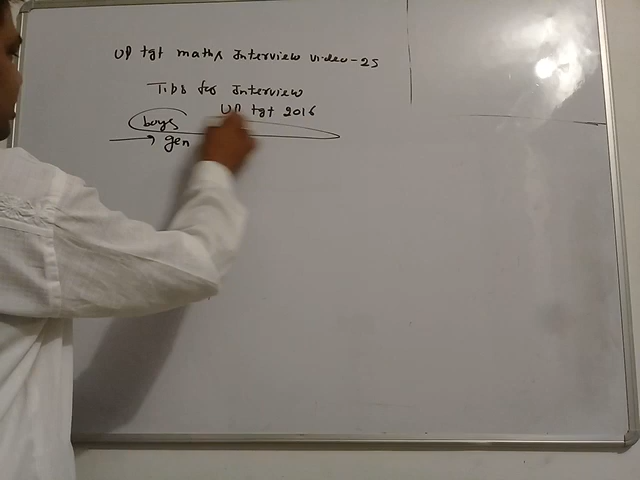 UP tgt maths Interview video-25
Tips for Interview
UP tgt 2016
boys
→ gen